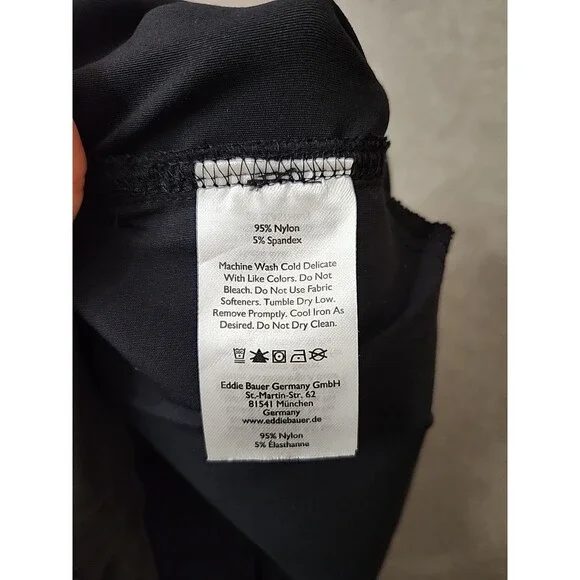 95% Nylon
5% Spandex
Machine Wash Cold Delicate
With Like Colors. Do Not
Bleach. Do Not Use Fabric
Softeners. Tumble Dry Low.
Remove Promptly. Cool Iron As
Desired. Do Not Dry Clean.
Eddie Bauer Germany GmbH
St.-Martin-Str. 62
81541 München
Germany
www.eddiebauer.de
95% Nylon
5% Élasthanne